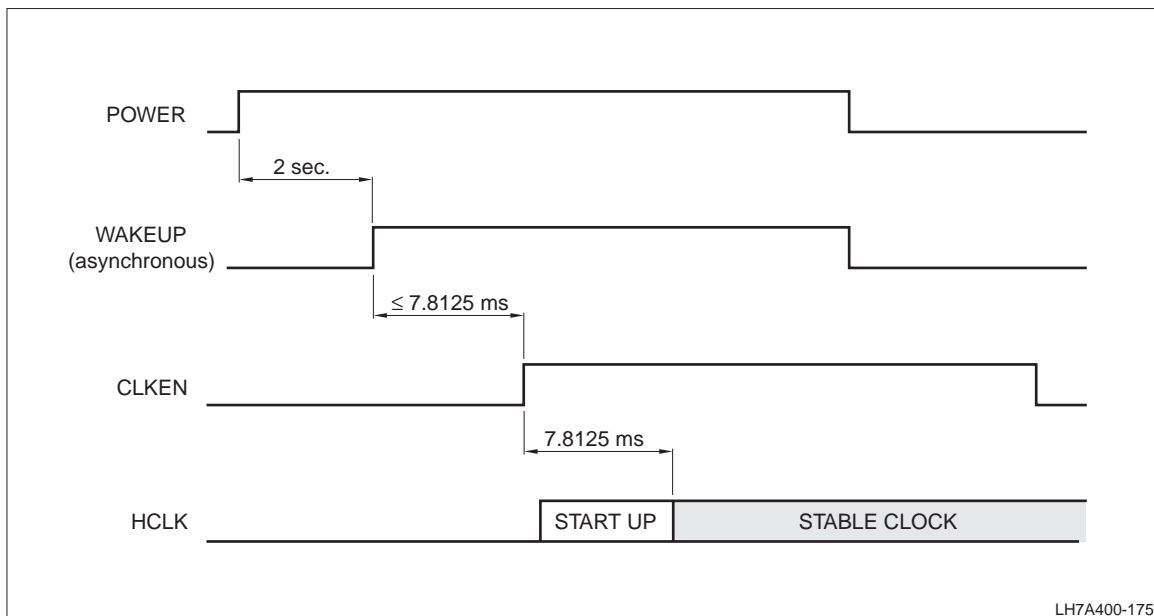 POWER
2 sec.
WAKEUP
(asynchronous)
≤ 7.8125 ms
CLKEN
7.8125 ms
HCLK
START UP
STABLE CLOCK
LH7A400-175